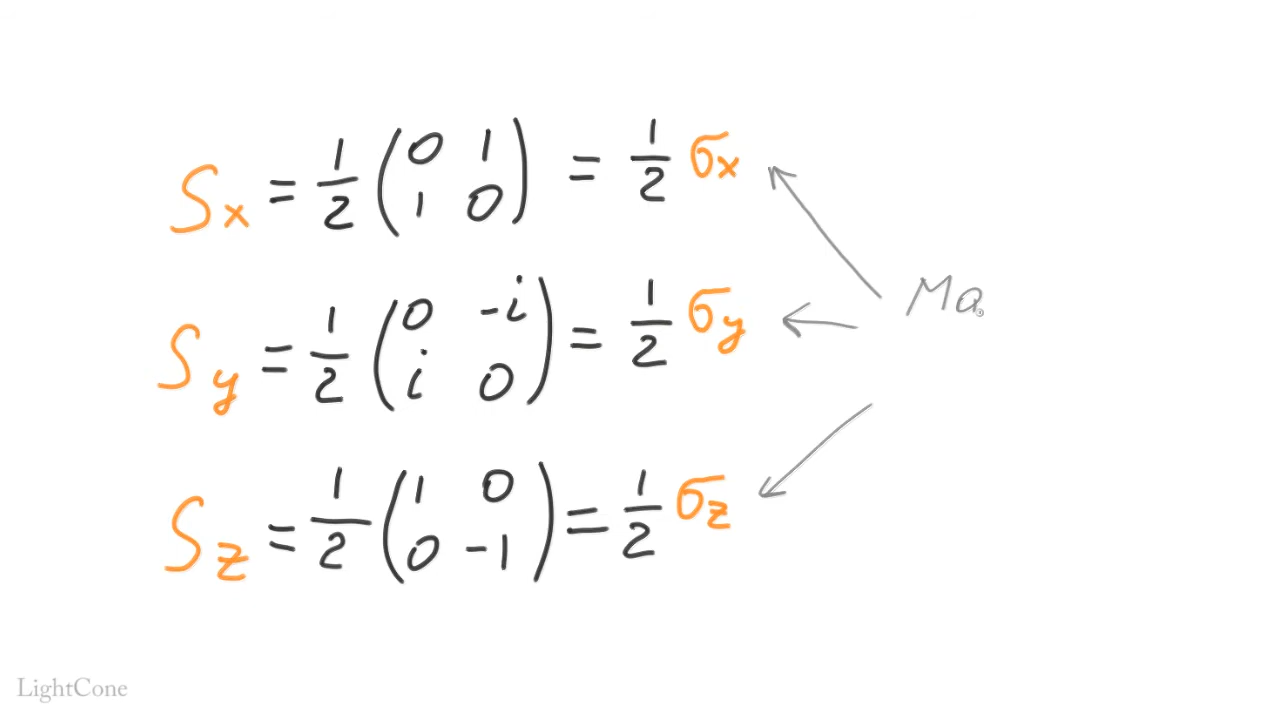 Sx = 1/2 (0 1; 1 0) = 1/2 σx
Sy = 1/2 (0 -i; i 0) = 1/2 σy
Ma
Sz = 1/2 (1 0; 0 -1) = 1/2 σz
LightCone